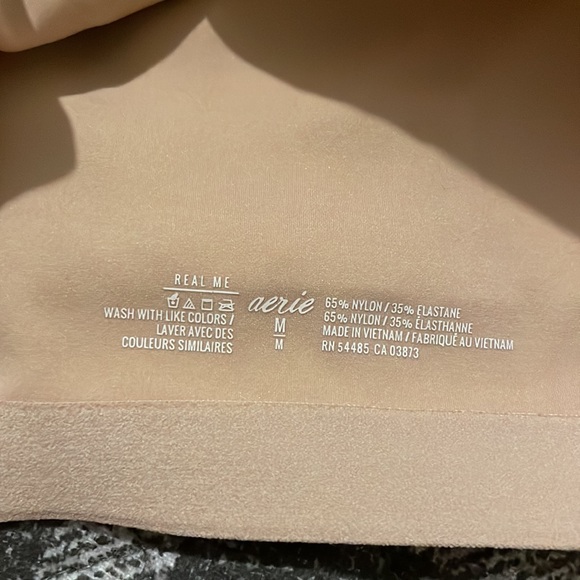 REAL ME
WASH WITH LIKE COLORS /
LAVER AVEC DES
COULEURS SIMILAIRES
aerie
M
M
65% NYLON / 35% ELASTANE
65% NYLON / 35% ÉLASTHANNE
MADE IN VIETNAM / FABRIQUÉ AU VIETNAM
RN 54485 CA 03873